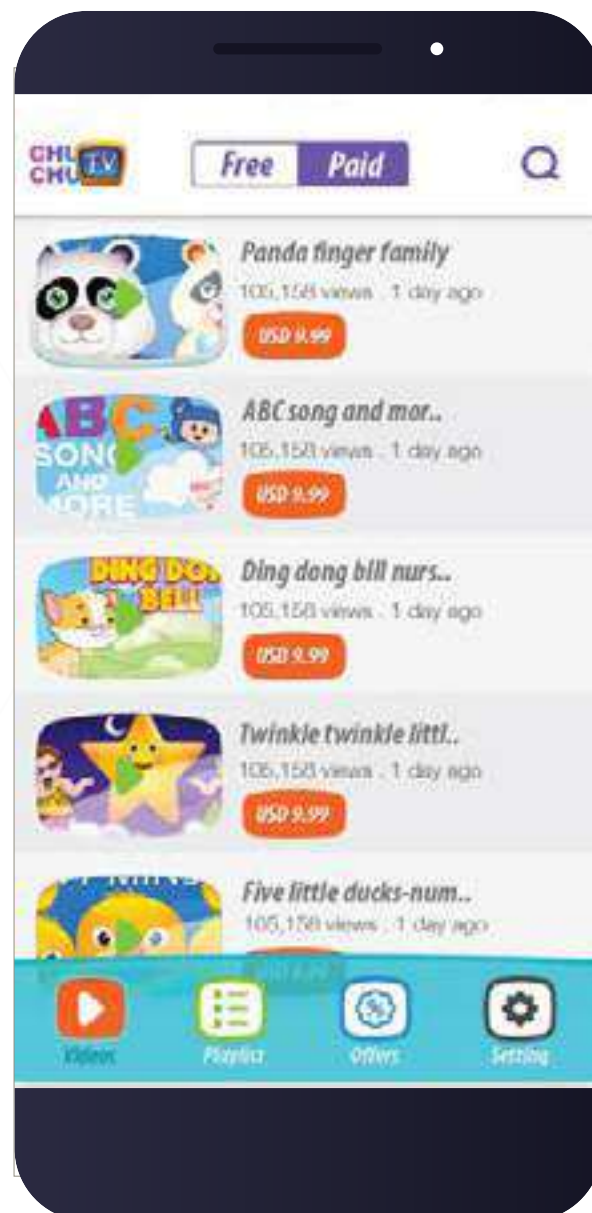 CHU
CHU
TV
Free
Paid
Panda finger family
105,158 views . 1 day ago
USD 9.99
ABC
SONG
AND
MORE
ABC song and mor..
105,158 views . 1 day ago
USD 9.99
DING DO
BELL
Ding dong bill nurs..
105,158 views . 1 day ago
USD 9.99
Twinkle twinkle littl..
105,158 views . 1 day ago
USD 9.99
Five little ducks-num..
105,158 views . 1 day ago
Videos
Playlist
Offers
Setting